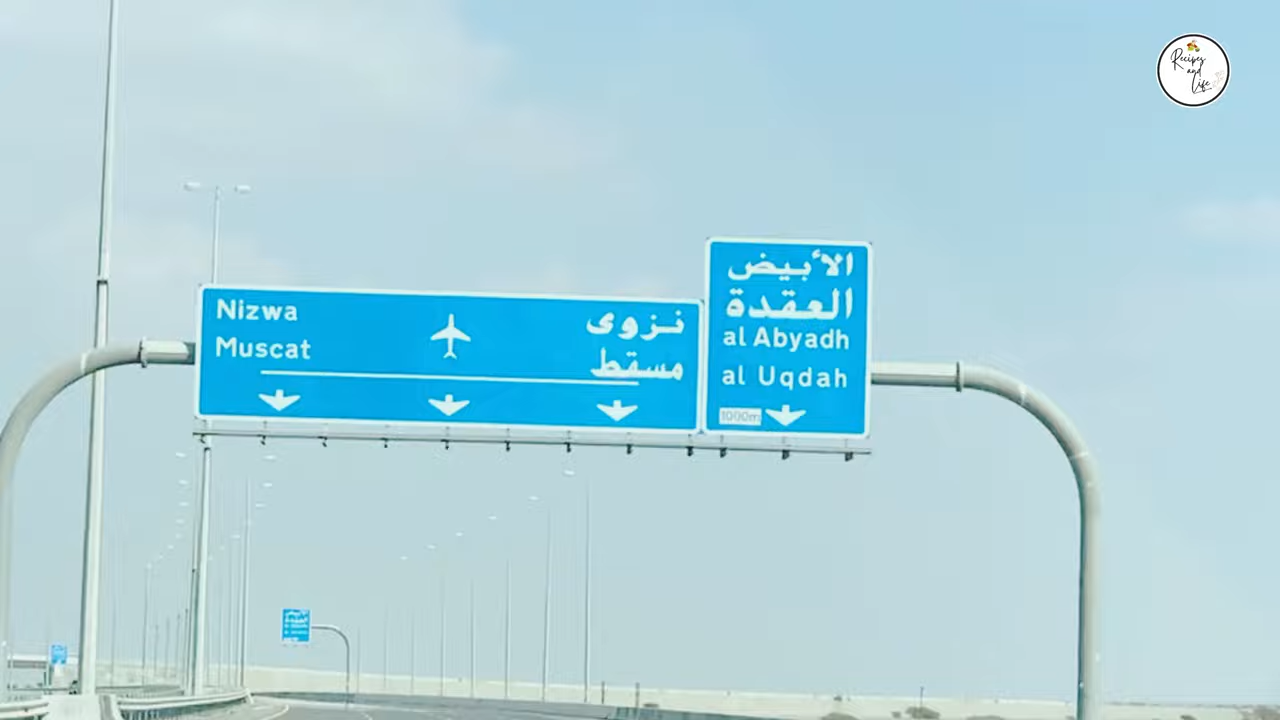 Nizwa
Muscat
نزوى
مسقط
الأبيض
العقدة
al Abyadh
al Uqdah
1000m
Recipes
and
Life